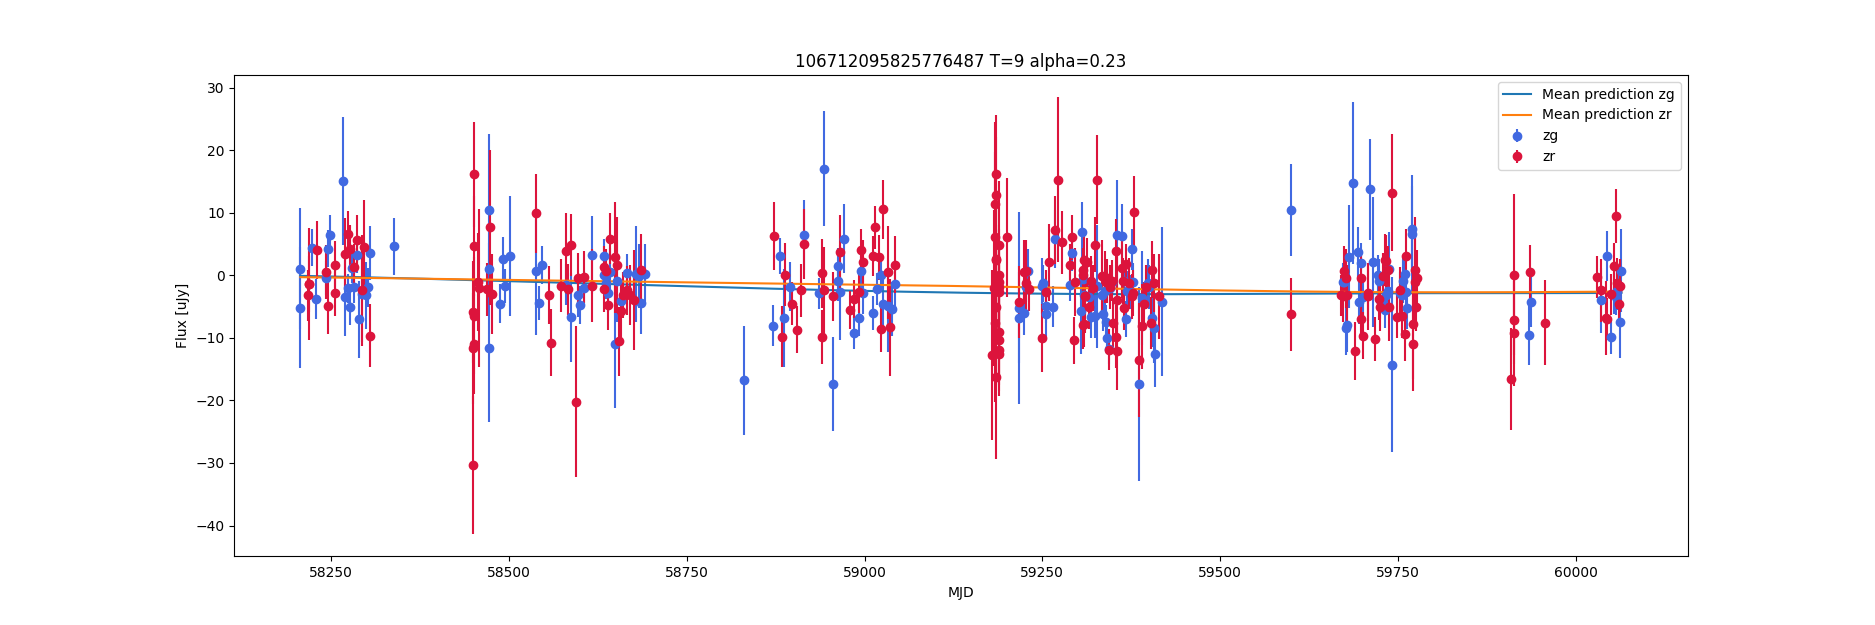 106712095825776487 T=9 alpha=0.23
Mean prediction zg
Mean prediction zr
zg
zr
30
20
10
0
−10
−20
−30
−40
Flux [uJy]
58250 58500 58750 59000 59250 59500 59750 60000
MJD